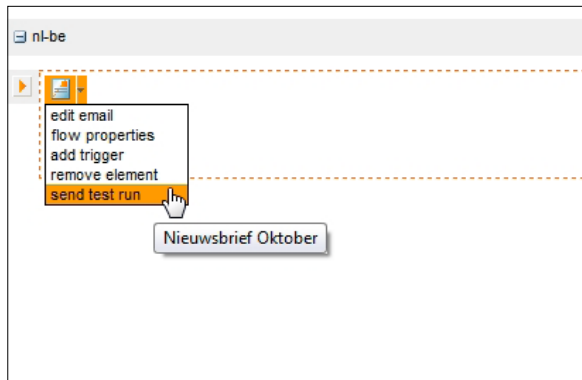 nl-be
edit email
flow properties
add trigger
remove element
send test run
Nieuwsbrief Oktober